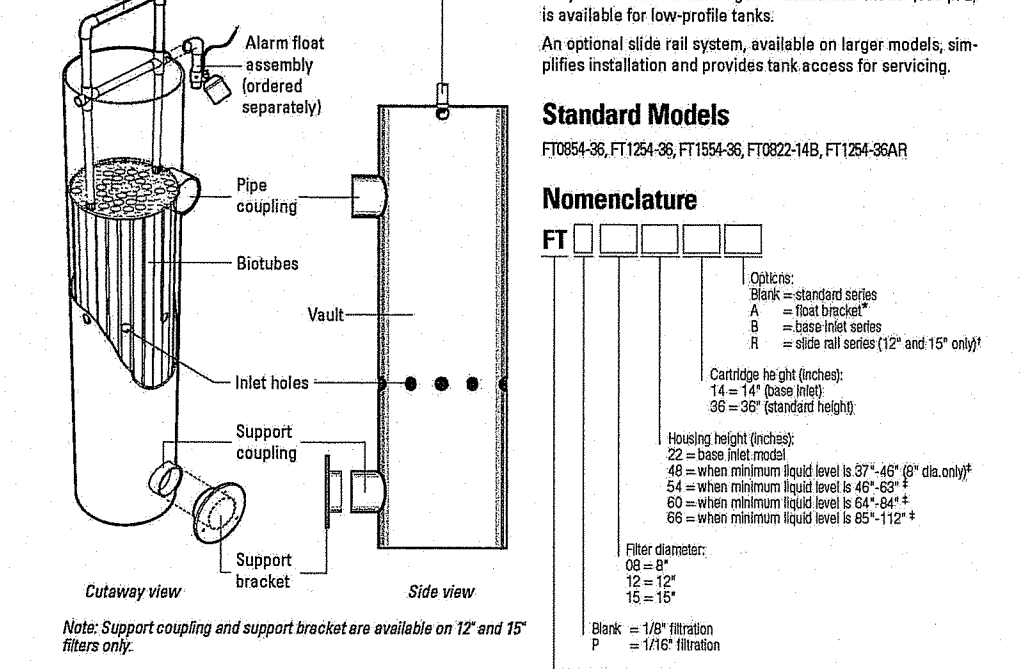 is available for low-profile tanks.
An optional slide rail system, available on larger models, sim-
plifies installation and provides tank access for servicing.
Standard Models
FT0854-36, FT1254-36, FT1554-36, FT0822-14B, FT1254-36AR
Nomenclature
FT
Options:
Blank = standard series
A = float bracket*
B = base inlet series
R = slide rail series (12" and 15" only)†
Cartridge height (inches):
14 = 14" (base inlet)
36 = 36" (standard height)
Housing height (inches):
22 = base inlet model
48 = when minimum liquid level is 37"-46" (8" dia. only)‡
54 = when minimum liquid level is 46"-63" ‡
60 = when minimum liquid level is 64"-84" ‡
66 = when minimum liquid level is 85"-112" ‡
Filter diameter:
08 = 8"
12 = 12"
15 = 15"
Blank = 1/8" filtration
P = 1/16" filtration
Alarm float
assembly
(ordered
separately)
Pipe
coupling
Biotubes
Vault
Inlet holes
Support
coupling
Support
bracket
Cutaway view
Side view
Note: Support coupling and support bracket are available on 12" and 15"
filters only.